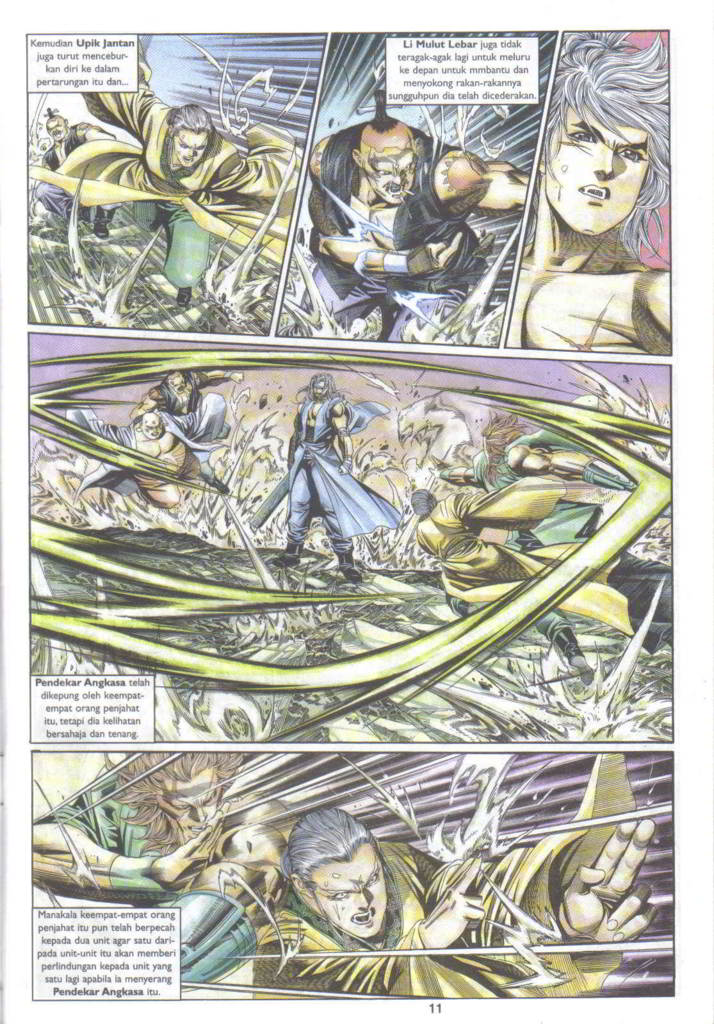 Kemudian Upik Jantan
juga turut mencebur-
kan diri ke dalam
pertarungan itu dan...
Li Mulut Lebar juga tidak
teragak-agak lagi untuk meluru
ke depan untuk mmbantu dan
menyokong rakan-rakannya
sungguhpun dia telah dicederakan.
Pendekar Angkasa telah
dikepung oleh keempat-
empat orang penjahat
itu, tetapi dia kelihatan
bersahaja dan tenang.
Manakala keempat-empat orang
penjahat itu pun telah berpecah
kepada dua unit agar satu dari-
pada unit-unit itu akan memberi
perlindungan kepada unit yang
satu lagi apabila ia menyerang
Pendekar Angkasa itu.
11